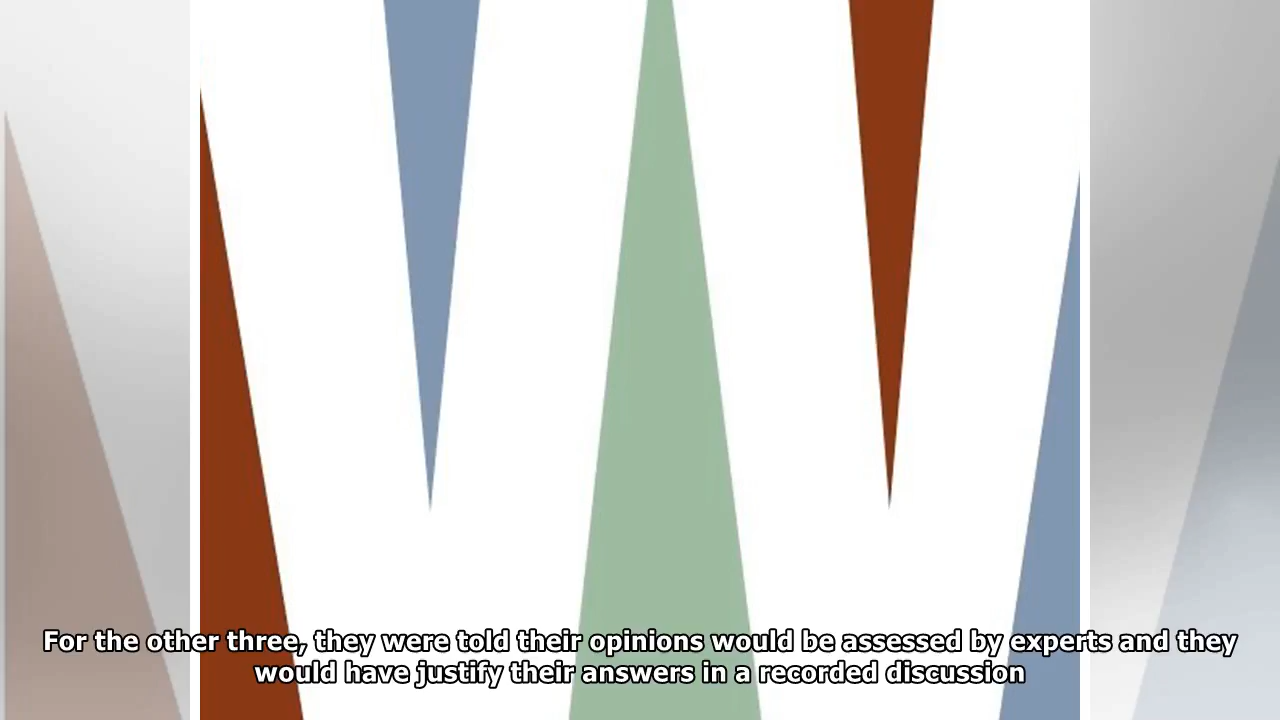 For the other three, they were told their opinions would be assessed by experts and they
would have justify their answers in a recorded discussion